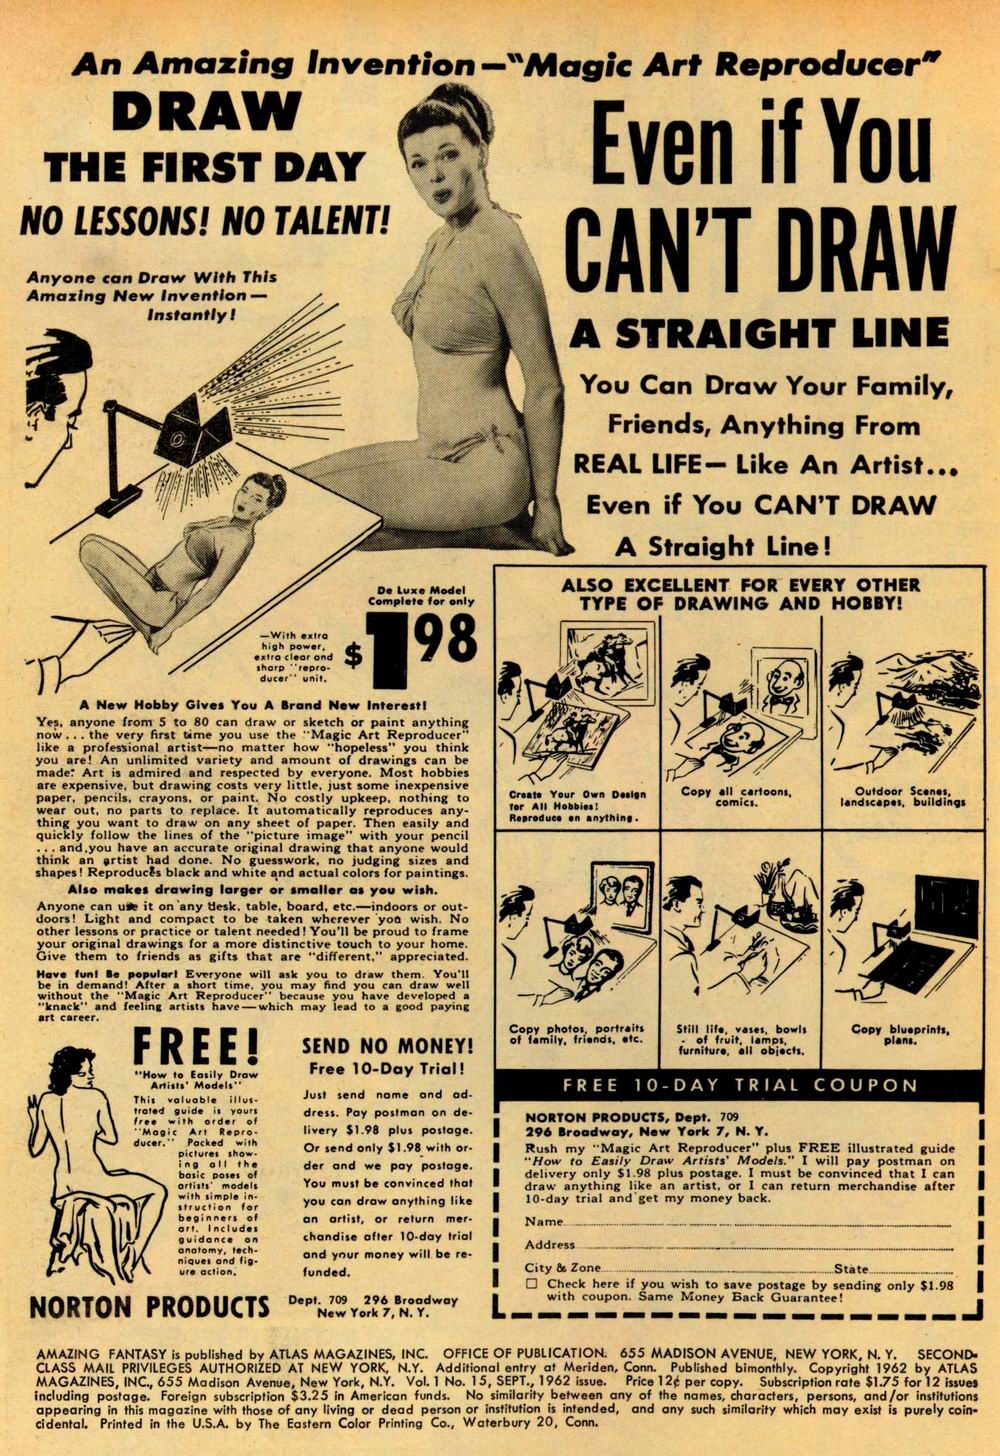 An Amazing Invention—"Magic Art Reproducer"
DRAW
THE FIRST DAY
NO LESSONS! NO TALENT!
Anyone can Draw With This
Amazing New Invention—
Instantly!
Even if You
CAN'T DRAW
A STRAIGHT LINE
You Can Draw Your Family,
Friends, Anything From
REAL LIFE— Like An Artist...
Even if You CAN'T DRAW
A Straight Line!
De Luxe Model
Complete for only
$1 98
—With extra
high power,
extra clear and
sharp "repro-
ducer" unit.
A New Hobby Gives You A Brand New Interest!
Yes, anyone from 5 to 80 can draw or sketch or paint anything
now . . . the very first time you use the "Magic Art Reproducer"
like a professional artist—no matter how "hopeless" you think
you are! An unlimited variety and amount of drawings can be
made! Art is admired and respected by everyone. Most hobbies
are expensive, but drawing costs very little, just some inexpensive
paper, pencils, crayons, or paint. No costly upkeep, nothing to
wear out, no parts to replace. It automatically reproduces any-
thing you want to draw on any sheet of paper. Then easily and
quickly follow the lines of the "picture image" with your pencil
. . . and you have an accurate original drawing that anyone would
think an artist had done. No guesswork, no judging sizes and
shapes! Reproduces black and white and actual colors for paintings.
Also makes drawing larger or smaller as you wish.
Anyone can use it on any desk, table, board, etc.—indoors or out-
doors! Light and compact to be taken wherever you wish. No
other lessons or practice or talent needed! You'll be proud to frame
your original drawings for a more distinctive touch to your home.
Give them to friends as gifts that are "different," appreciated.
Have fun! Be popular! Everyone will ask you to draw them. You'll
be in demand! After a short time, you may find you can draw well
without the "Magic Art Reproducer" because you have developed a
"knack" and feeling artists have—which may lead to a good paying
art career.
ALSO EXCELLENT FOR EVERY OTHER
TYPE OF DRAWING AND HOBBY!
Create Your Own Design
for All Hobbies!
Reproduce on anything.
Copy all cartoons,
comics.
Outdoor Scenes,
landscapes, buildings
Copy photos, portraits
of family, friends, etc.
Still life, vases, bowls
of fruit, lamps,
furniture, all objects.
Copy blueprints,
plans.
FREE!
"How to Easily Draw
Artists' Models"
This valuable illus-
trated guide is yours
free with order of
"Magic Art Repro-
ducer." Packed with
pictures show-
ing all the
basic poses of
artists' models
with simple in-
struction for
beginners of
art. Includes
guidance on
anatomy, tech-
niques and fig-
ure action.
SEND NO MONEY!
Free 10-Day Trial!
Just send name and ad-
dress. Pay postman on de-
livery $1.98 plus postage.
Or send only $1.98 with or-
der and we pay postage.
You must be convinced that
you can draw anything like
an artist, or return mer-
chandise after 10-day trial
and your money will be re-
funded.
NORTON PRODUCTS
Dept. 709 296 Broadway
New York 7, N. Y.
FREE 10-DAY TRIAL COUPON
NORTON PRODUCTS, Dept. 709
296 Broadway, New York 7, N. Y.
Rush my "Magic Art Reproducer" plus FREE illustrated guide
"How to Easily Draw Artists' Models." I will pay postman on
delivery only $1.98 plus postage. I must be convinced that I can
draw anything like an artist, or I can return merchandise after
10-day trial and get my money back.
Name
Address
City & Zone State
☐ Check here if you wish to save postage by sending only $1.98
with coupon. Same Money Back Guarantee!
AMAZING FANTASY is published by ATLAS MAGAZINES, INC. OFFICE OF PUBLICATION: 655 MADISON AVENUE, NEW YORK, N. Y. SECOND-
CLASS MAIL PRIVILEGES AUTHORIZED AT NEW YORK, N.Y. Additional entry at Meriden, Conn. Published bimonthly. Copyright 1962 by ATLAS
MAGAZINES, INC., 655 Madison Avenue, New York, N.Y. Vol. 1 No. 15, SEPT., 1962 issue. Price 12¢ per copy. Subscription rate $1.75 for 12 issues
including postage. Foreign subscription $3.25 in American funds. No similarity between any of the names, characters, persons, and/or institutions
appearing in this magazine with those of any living or dead person or institution is intended, and any such similarity which may exist is purely coin-
cidental. Printed in the U.S.A. by The Eastern Color Printing Co., Waterbury 20, Conn.